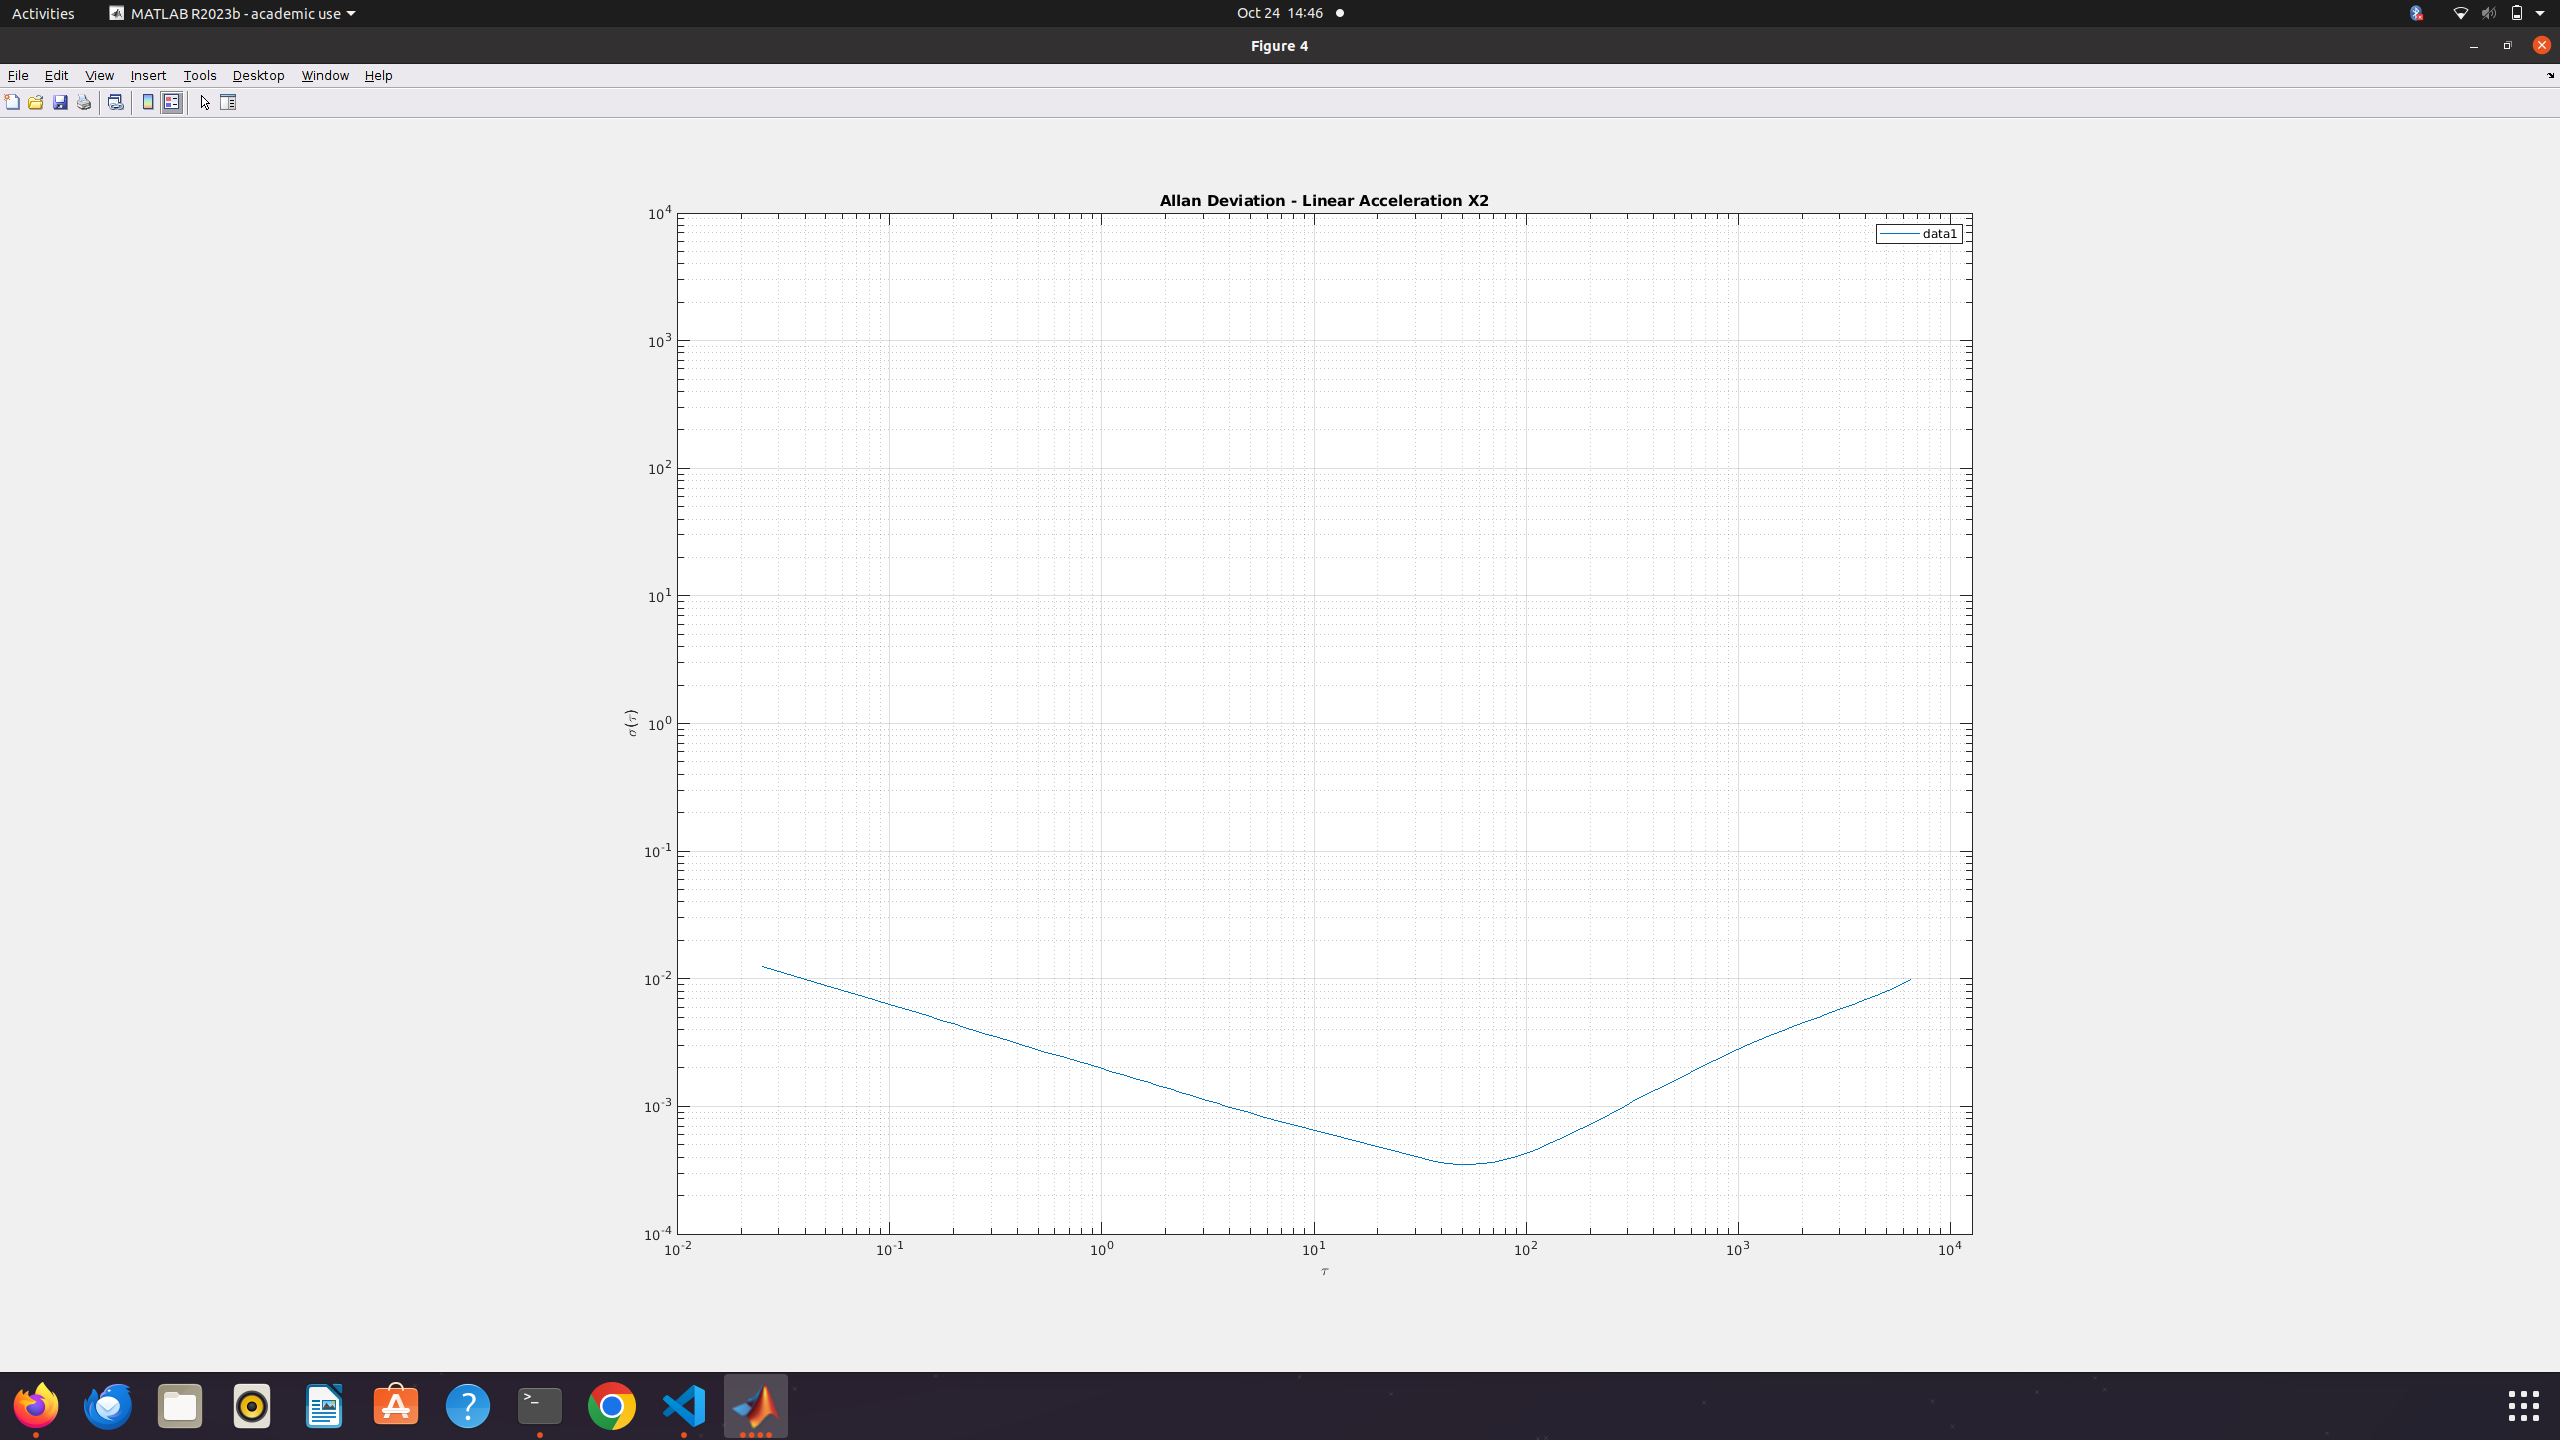 Activities MATLAB R2023b - academic use Oct 24 14:46
Figure 4
File Edit View Insert Tools Desktop Window Help
Allan Deviation - Linear Acceleration X2
data1
10^4
10^3
10^2
10^1
10^0
10^-1
10^-2
10^-3
10^-4
σ(τ)
10^-2 10^-1 10^0 10^1 10^2 10^3 10^4
τ